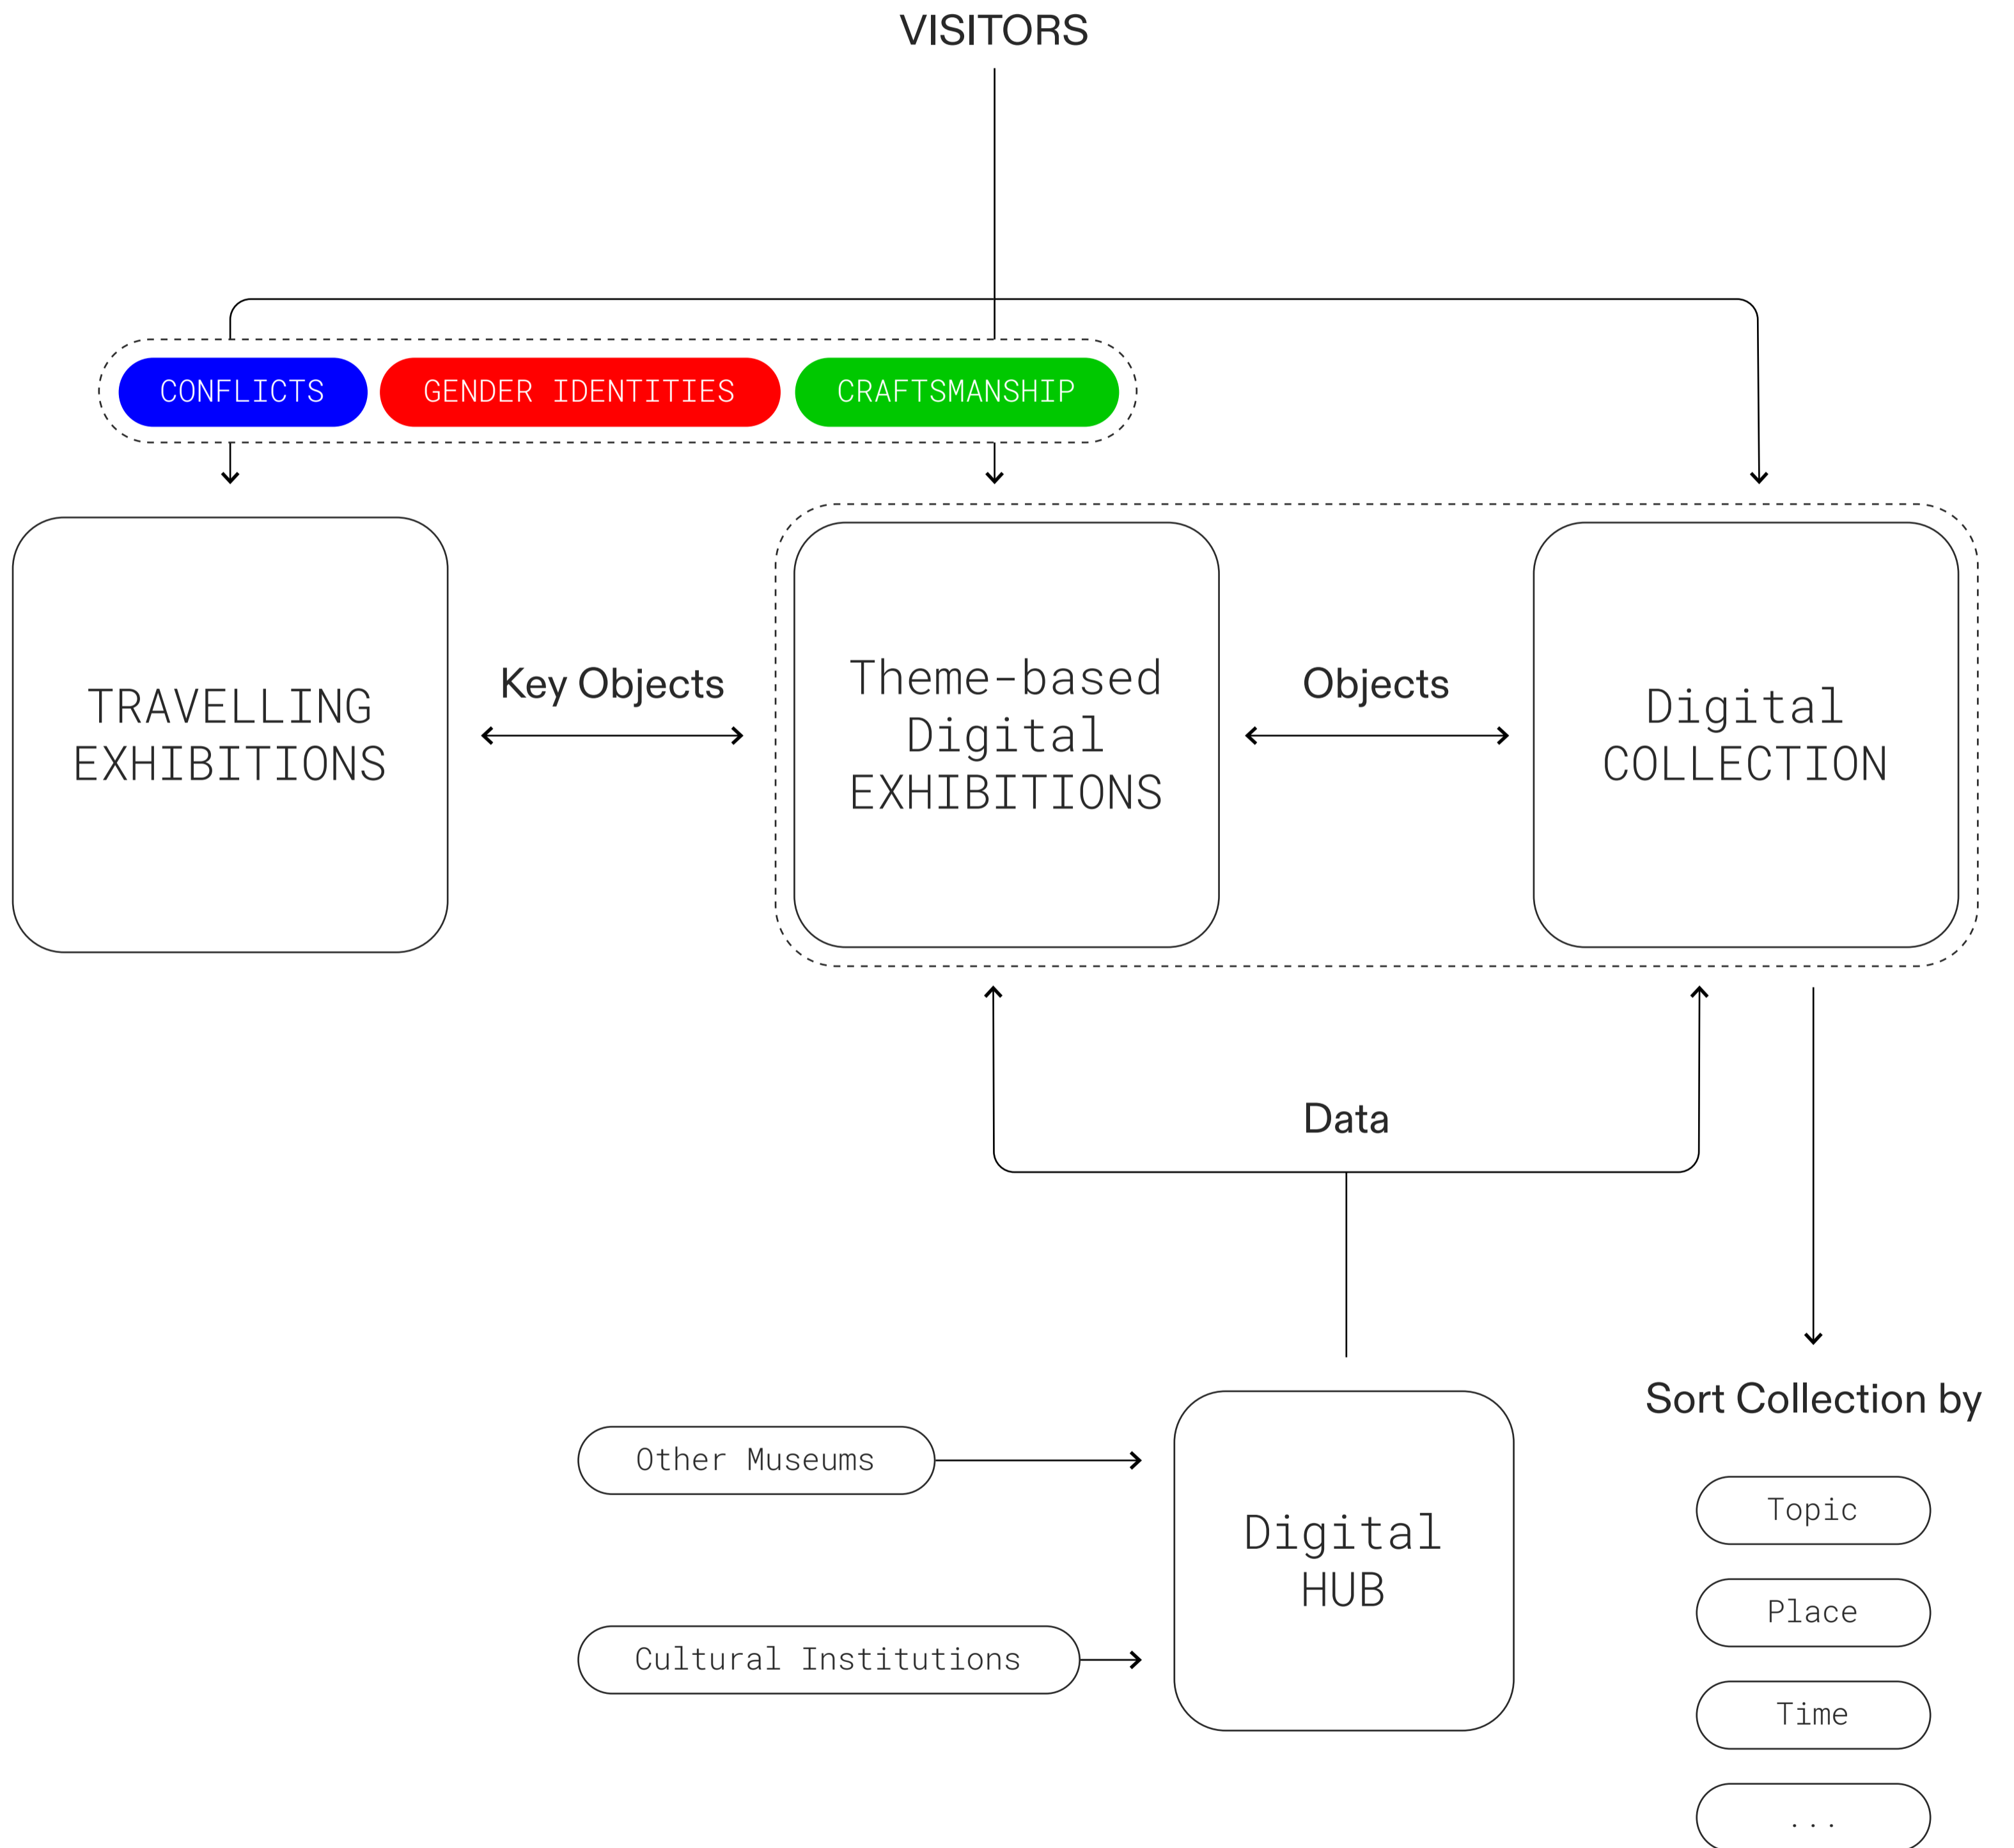 VISITORS
CONFLICTS
GENDER IDENTITIES
CRAFTSMANSHIP
TRAVELLING
EXHIBITIONS
Key Objects
Theme-based
Digital
EXHIBITIONS
Objects
Digital
COLLECTION
Data
Sort Collection by
Other Museums
Cultural Institutions
Digital
HUB
Topic
Place
Time
...